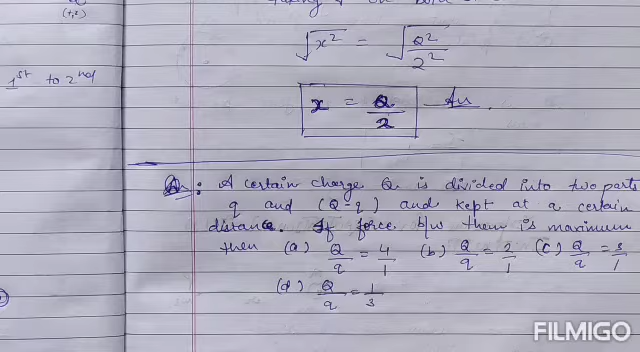 (+,2)
1st to 2nd
√x² = √Q²/2²
x = Q/2 Ans.
: A certain charge Q is divided into two parts
q and (Q-q) and kept at a certain
distance. If force b/w them is maximum
then (a) Q/q = 4/1 (b) Q/q = 2/1 (c) Q/q = 3/1
(d) Q/q = 1/3
FILMIGO